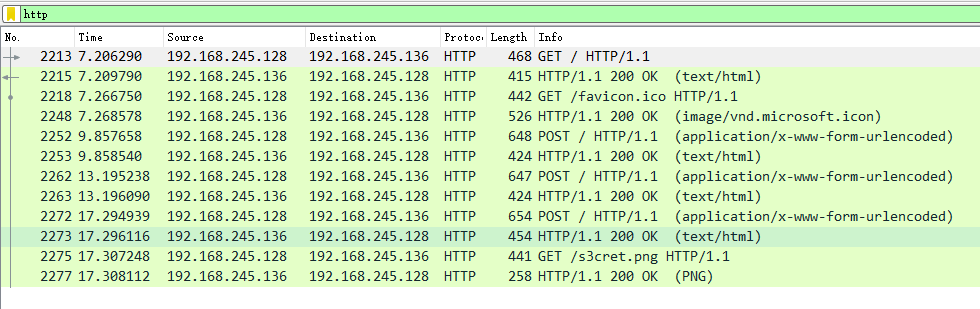 http
No. Time Source Destination Protoco Length Info
2213 7.206290 192.168.245.128 192.168.245.136 HTTP 468 GET / HTTP/1.1
2215 7.209790 192.168.245.136 192.168.245.128 HTTP 415 HTTP/1.1 200 OK (text/html)
2218 7.266750 192.168.245.128 192.168.245.136 HTTP 442 GET /favicon.ico HTTP/1.1
2248 7.268578 192.168.245.136 192.168.245.128 HTTP 526 HTTP/1.1 200 OK (image/vnd.microsoft.icon)
2252 9.857658 192.168.245.128 192.168.245.136 HTTP 648 POST / HTTP/1.1 (application/x-www-form-urlencoded)
2253 9.858540 192.168.245.136 192.168.245.128 HTTP 424 HTTP/1.1 200 OK (text/html)
2262 13.195238 192.168.245.128 192.168.245.136 HTTP 647 POST / HTTP/1.1 (application/x-www-form-urlencoded)
2263 13.196090 192.168.245.136 192.168.245.128 HTTP 424 HTTP/1.1 200 OK (text/html)
2272 17.294939 192.168.245.128 192.168.245.136 HTTP 654 POST / HTTP/1.1 (application/x-www-form-urlencoded)
2273 17.296116 192.168.245.136 192.168.245.128 HTTP 454 HTTP/1.1 200 OK (text/html)
2275 17.307248 192.168.245.128 192.168.245.136 HTTP 441 GET /s3cret.png HTTP/1.1
2277 17.308112 192.168.245.136 192.168.245.128 HTTP 258 HTTP/1.1 200 OK (PNG)